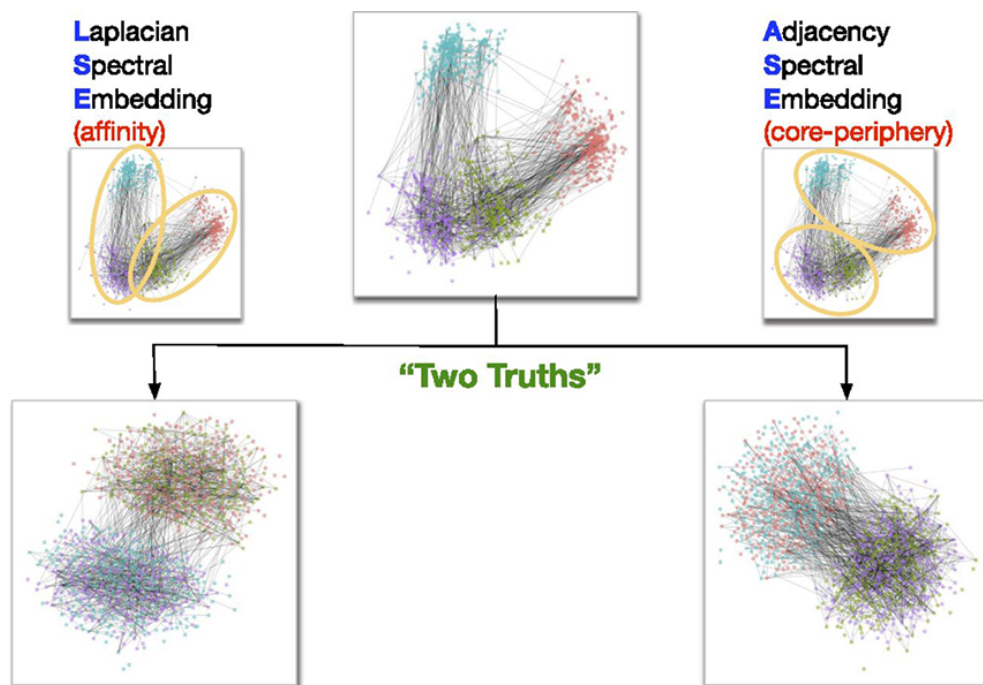 Laplacian
Spectral
Embedding
(affinity)
Adjacency
Spectral
Embedding
(core-periphery)
“Two Truths”